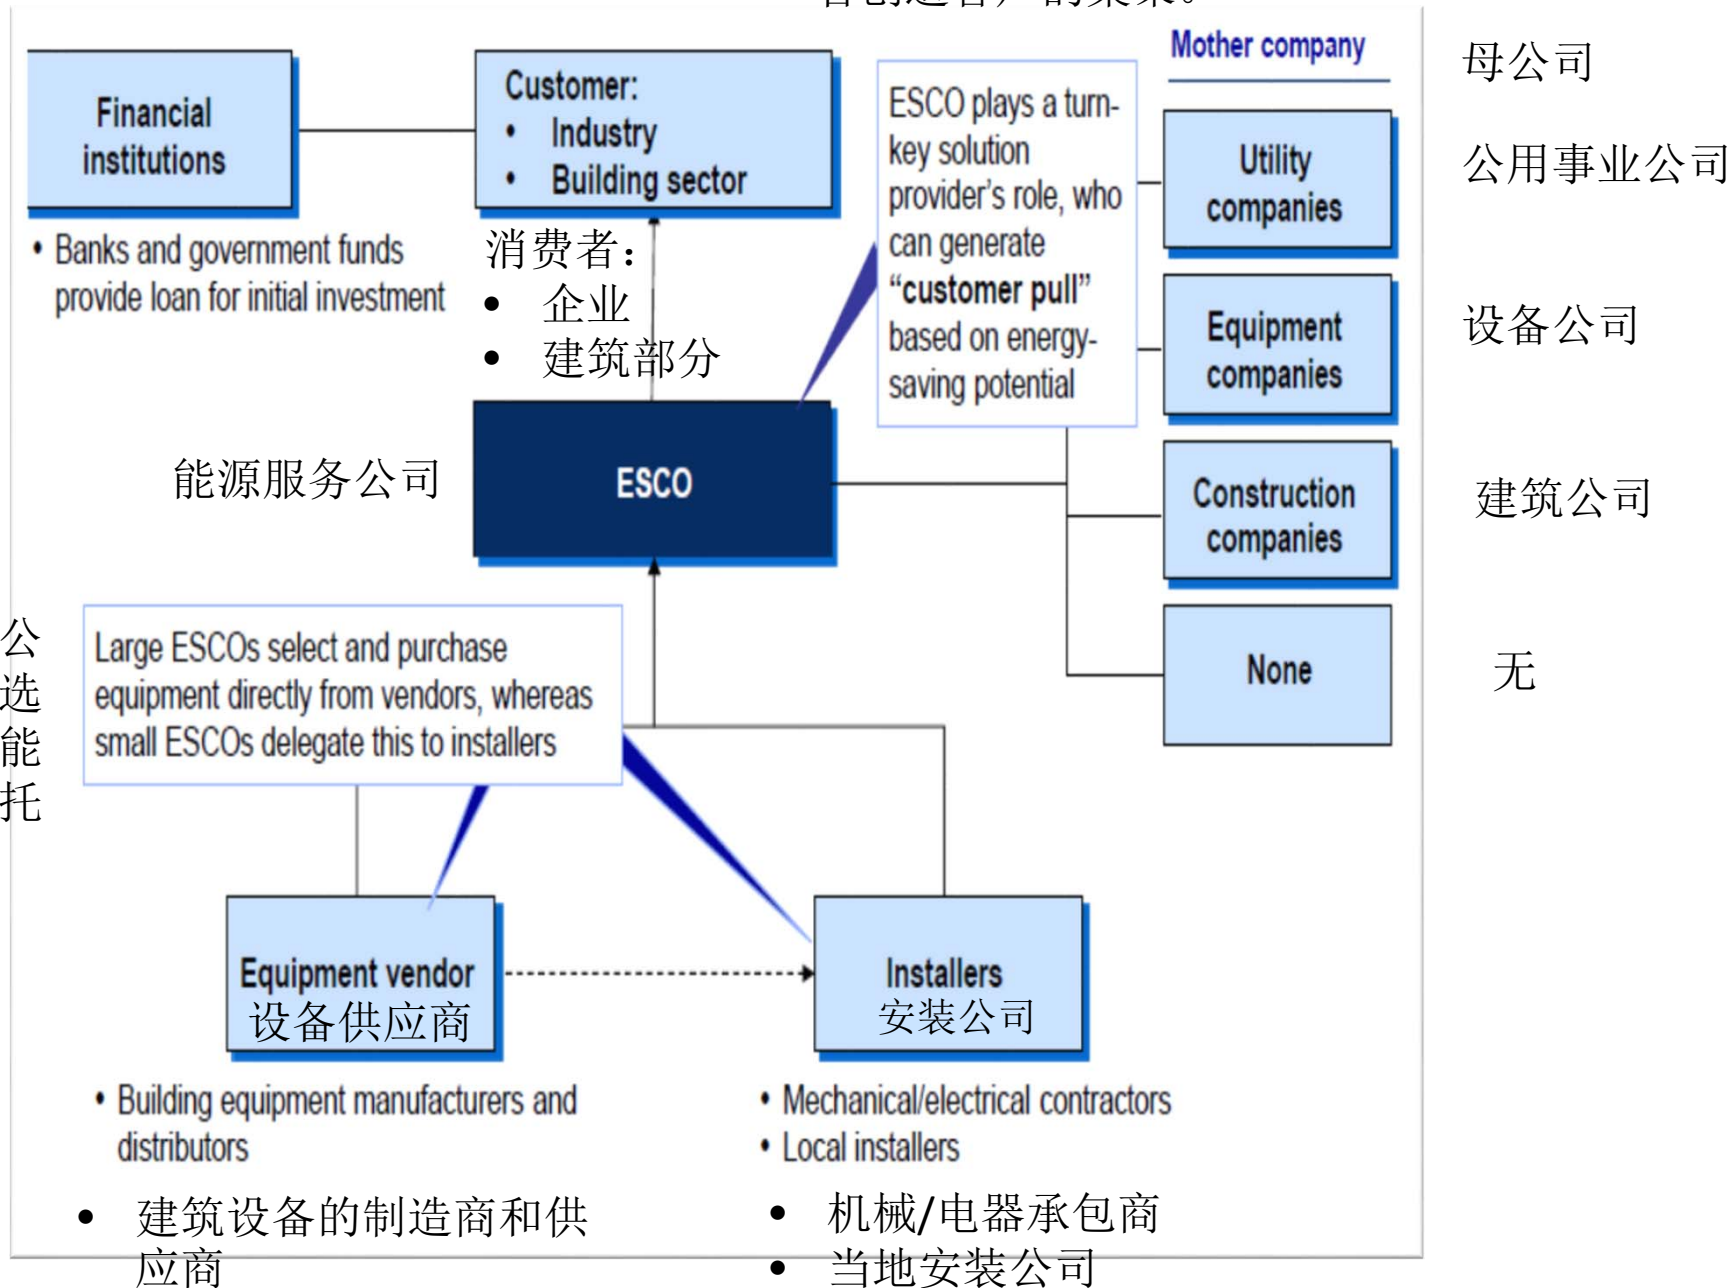 Mother company
母公司
Financial
institutions
Customer:
• Industry
• Building sector
ESCO plays a turn-
key solution
provider's role, who
can generate
“customer pull”
based on energy-
saving potential
Utility
companies
公用事业公司
• Banks and government funds
provide loan for initial investment
消费者：
• 企业
• 建筑部分
Equipment
companies
设备公司
能源服务公司
ESCO
Construction
companies
建筑公司
公
选
能
托
Large ESCOs select and purchase
equipment directly from vendors, whereas
small ESCOs delegate this to installers
None
无
Equipment vendor
设备供应商
Installers
安装公司
• Building equipment manufacturers and
distributors
• Mechanical/electrical contractors
• Local installers
• 建筑设备的制造商和供
应商
• 机械/电器承包商
• 当地安装公司